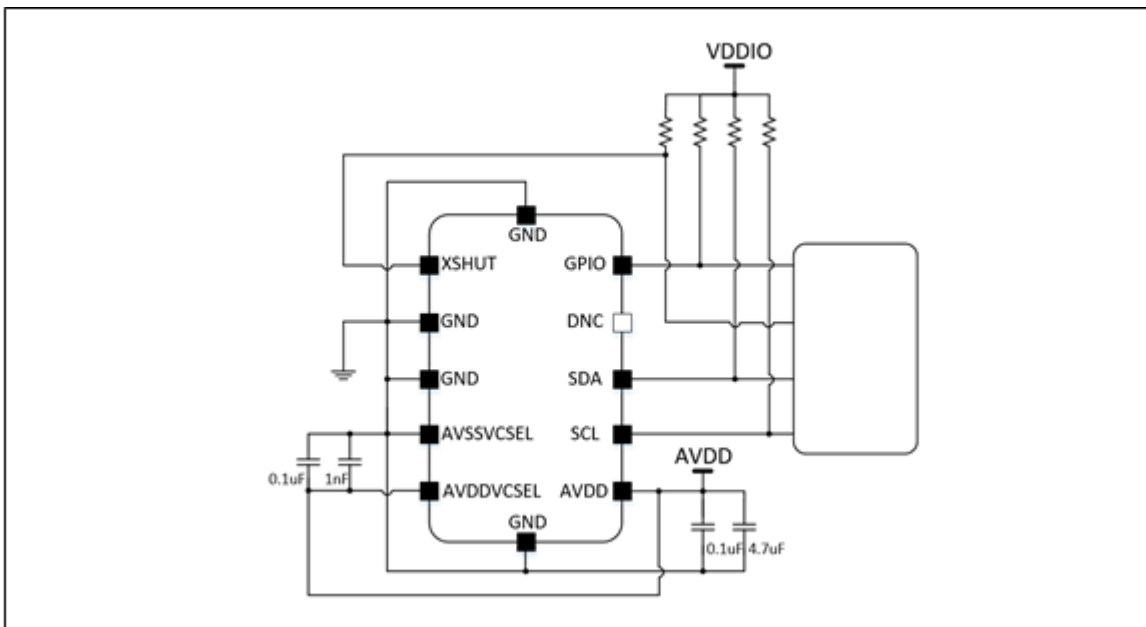 VDDIO
GND
XSHUT
GPIO
GND
DNC
GND
SDA
AVSSVCSEL
SCL
AVDD
0.1uF
1nF
AVDDVCSEL
AVDD
GND
0.1uF
4.7uF